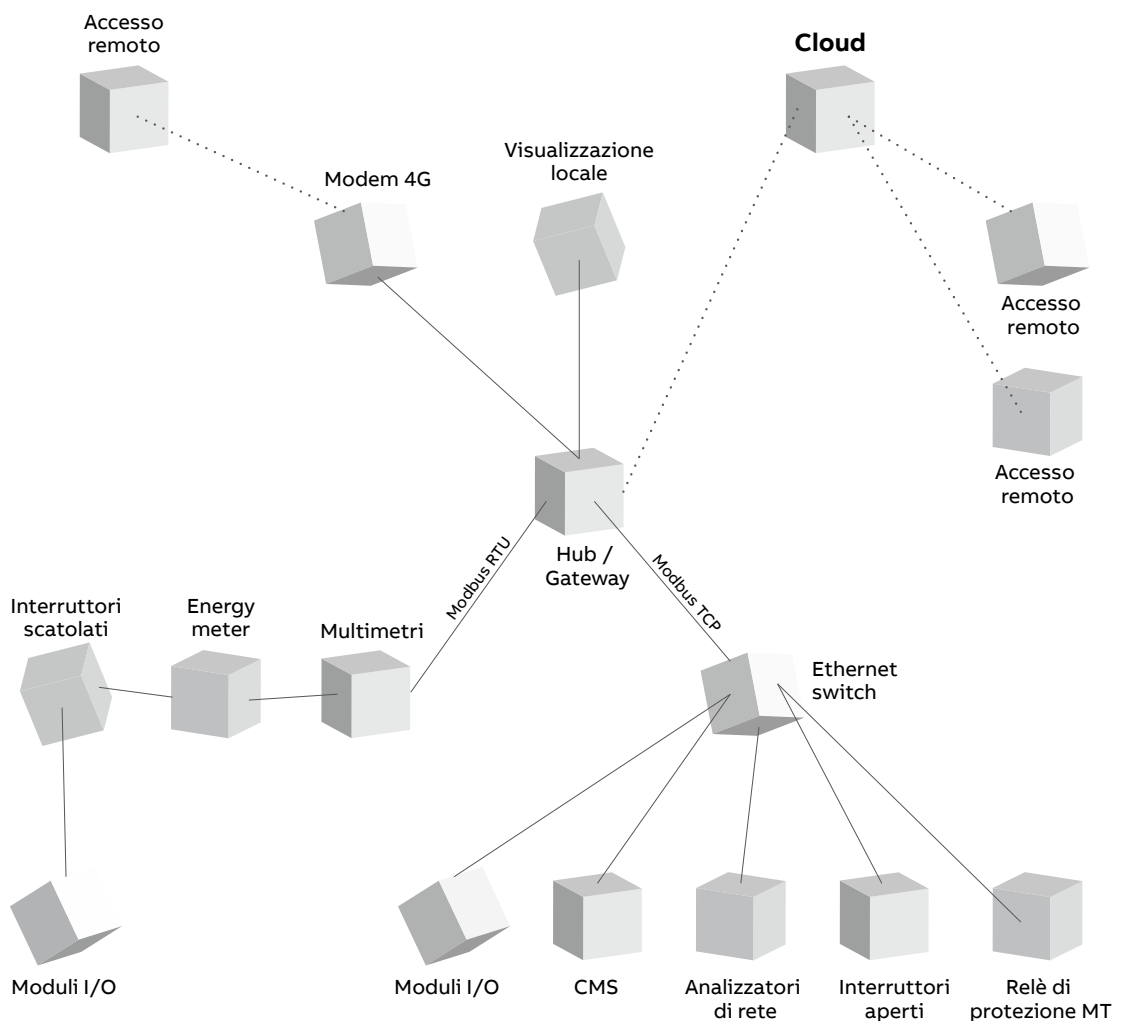 Accesso
remoto
Cloud
Visualizzazione
locale
Modem 4G
Accesso
remoto
Accesso
remoto
Hub /
Gateway
Modbus RTU
Modbus TCP
Interruttori
scatolati
Energy
meter
Multimetri
Ethernet
switch
Moduli I/O
Moduli I/O
CMS
Analizzatori
di rete
Interruttori
aperti
Relè di
protezione MT